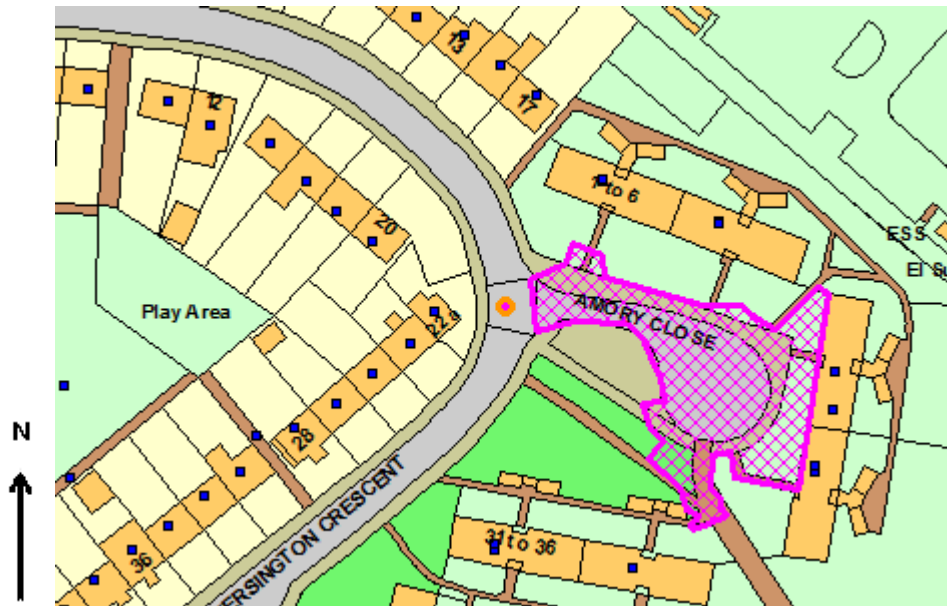 13
17
12
1 to 6
20
ESS
El Su
Play Area
AMORY CLOSE
22
28
N
ERSINGTON CRESCENT
31 to 36
36